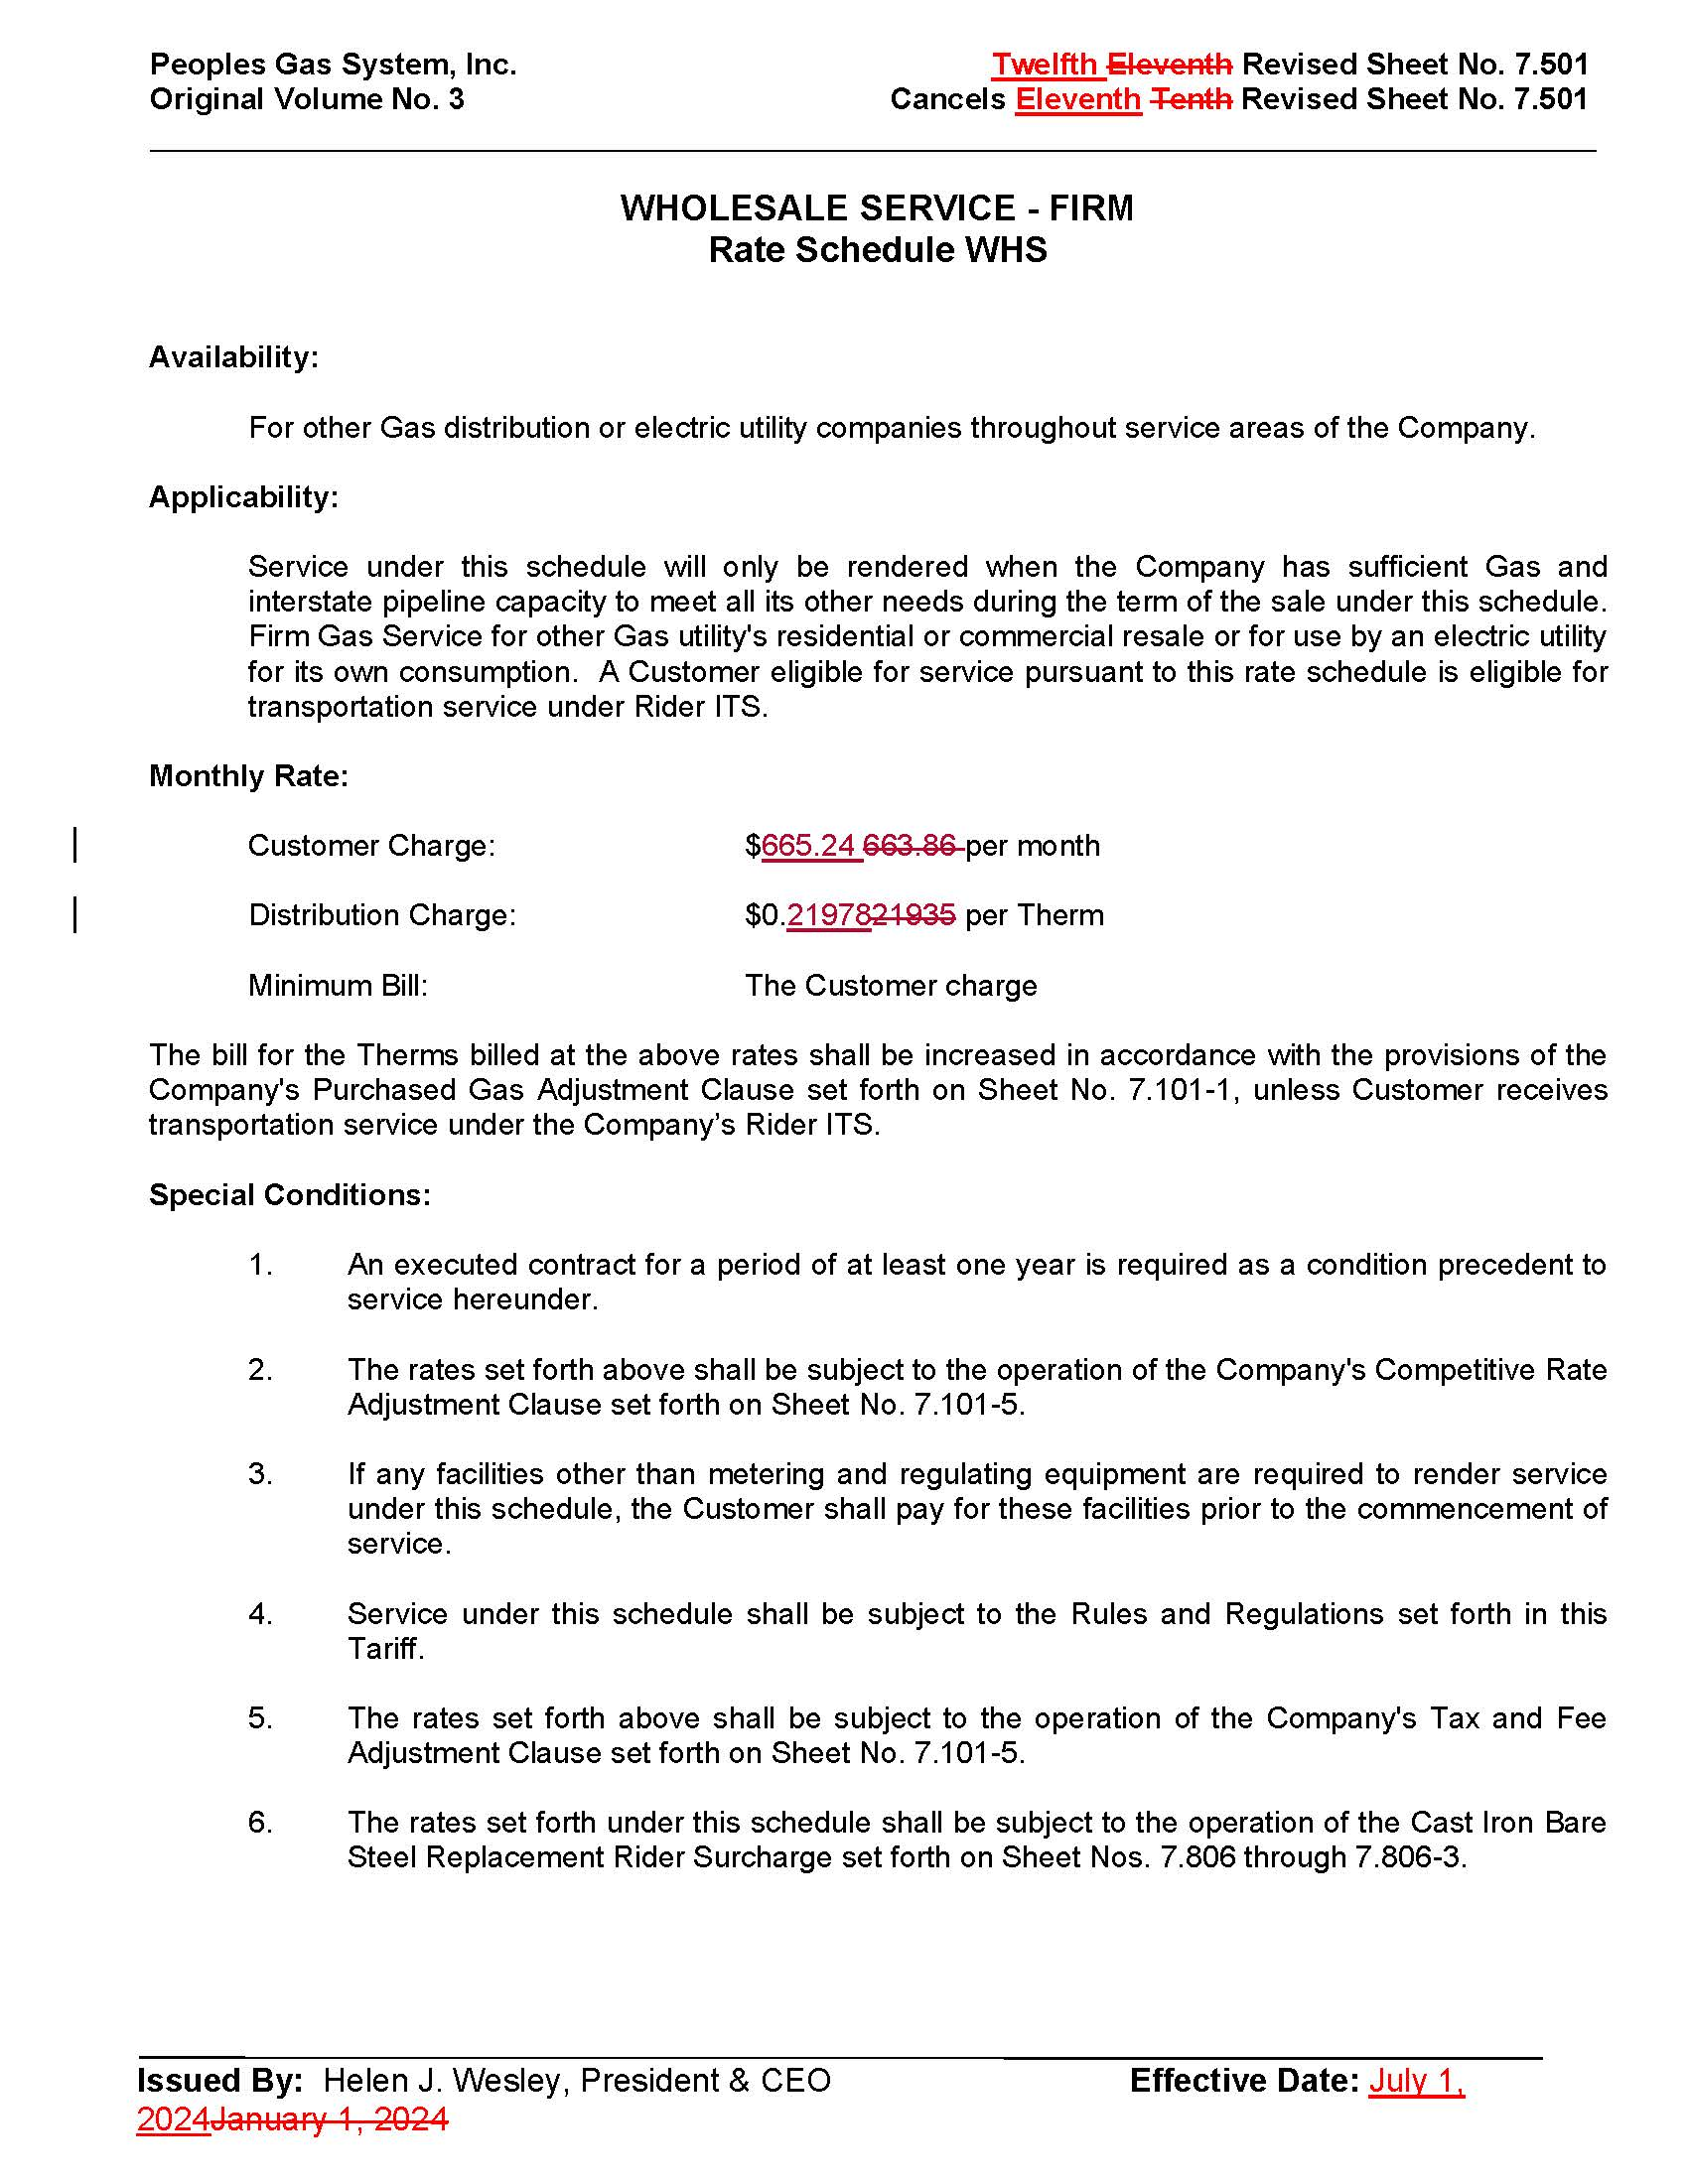 Peoples Gas System, Inc.
Original Volume No. 3
Twelfth Eleventh Revised Sheet No. 7.501
Cancels Eleventh Tenth Revised Sheet No. 7.501
WHOLESALE SERVICE - FIRM
Rate Schedule WHS
Availability:
For other Gas distribution or electric utility companies throughout service areas of the Company.
Applicability:
Service under this schedule will only be rendered when the Company has sufficient Gas and
interstate pipeline capacity to meet all its other needs during the term of the sale under this schedule.
Firm Gas Service for other Gas utility's residential or commercial resale or for use by an electric utility
for its own consumption.  A Customer eligible for service pursuant to this rate schedule is eligible for
transportation service under Rider ITS.
Monthly Rate:
Customer Charge: $665.24 663.86 per month
Distribution Charge: $0.2197821935 per Therm
Minimum Bill: The Customer charge
The bill for the Therms billed at the above rates shall be increased in accordance with the provisions of the
Company's Purchased Gas Adjustment Clause set forth on Sheet No. 7.101-1, unless Customer receives
transportation service under the Company’s Rider ITS.
Special Conditions:
1. An executed contract for a period of at least one year is required as a condition precedent to
service hereunder.
2. The rates set forth above shall be subject to the operation of the Company's Competitive Rate
Adjustment Clause set forth on Sheet No. 7.101-5.
3. If any facilities other than metering and regulating equipment are required to render service
under this schedule, the Customer shall pay for these facilities prior to the commencement of
service.
4. Service under this schedule shall be subject to the Rules and Regulations set forth in this
Tariff.
5. The rates set forth above shall be subject to the operation of the Company's Tax and Fee
Adjustment Clause set forth on Sheet No. 7.101-5.
6. The rates set forth under this schedule shall be subject to the operation of the Cast Iron Bare
Steel Replacement Rider Surcharge set forth on Sheet Nos. 7.806 through 7.806-3.
Issued By:  Helen J. Wesley, President & CEO Effective Date: July 1,
2024January 1, 2024